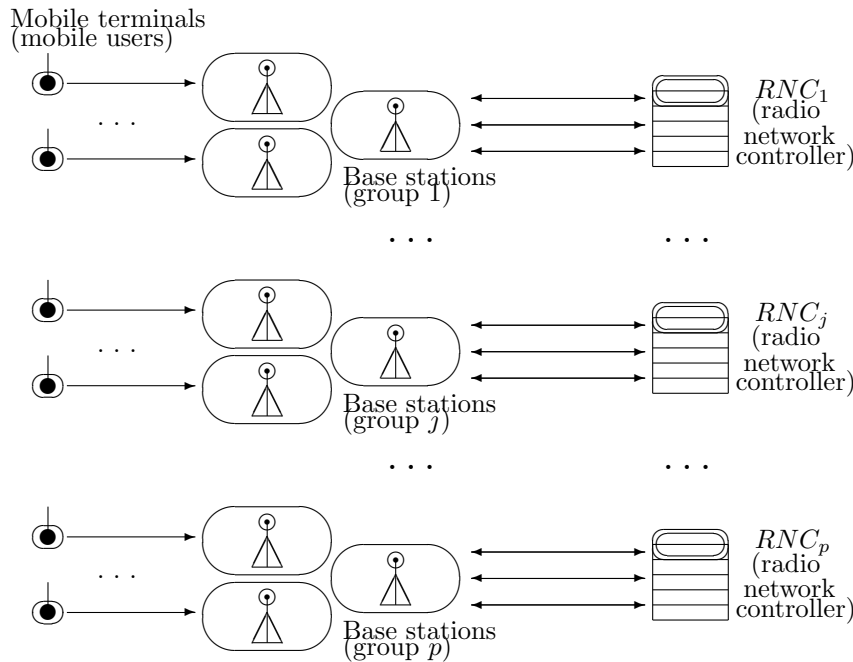 Mobile terminals
(mobile users)
. . .
RNC₁
(radio
network
controller)
Base stations
(group 1)
. . . . . .
. . .
RNCⱼ
(radio
network
controller)
Base stations
(group j)
. . . . . .
. . .
RNCₚ
(radio
network
controller)
Base stations
(group p)